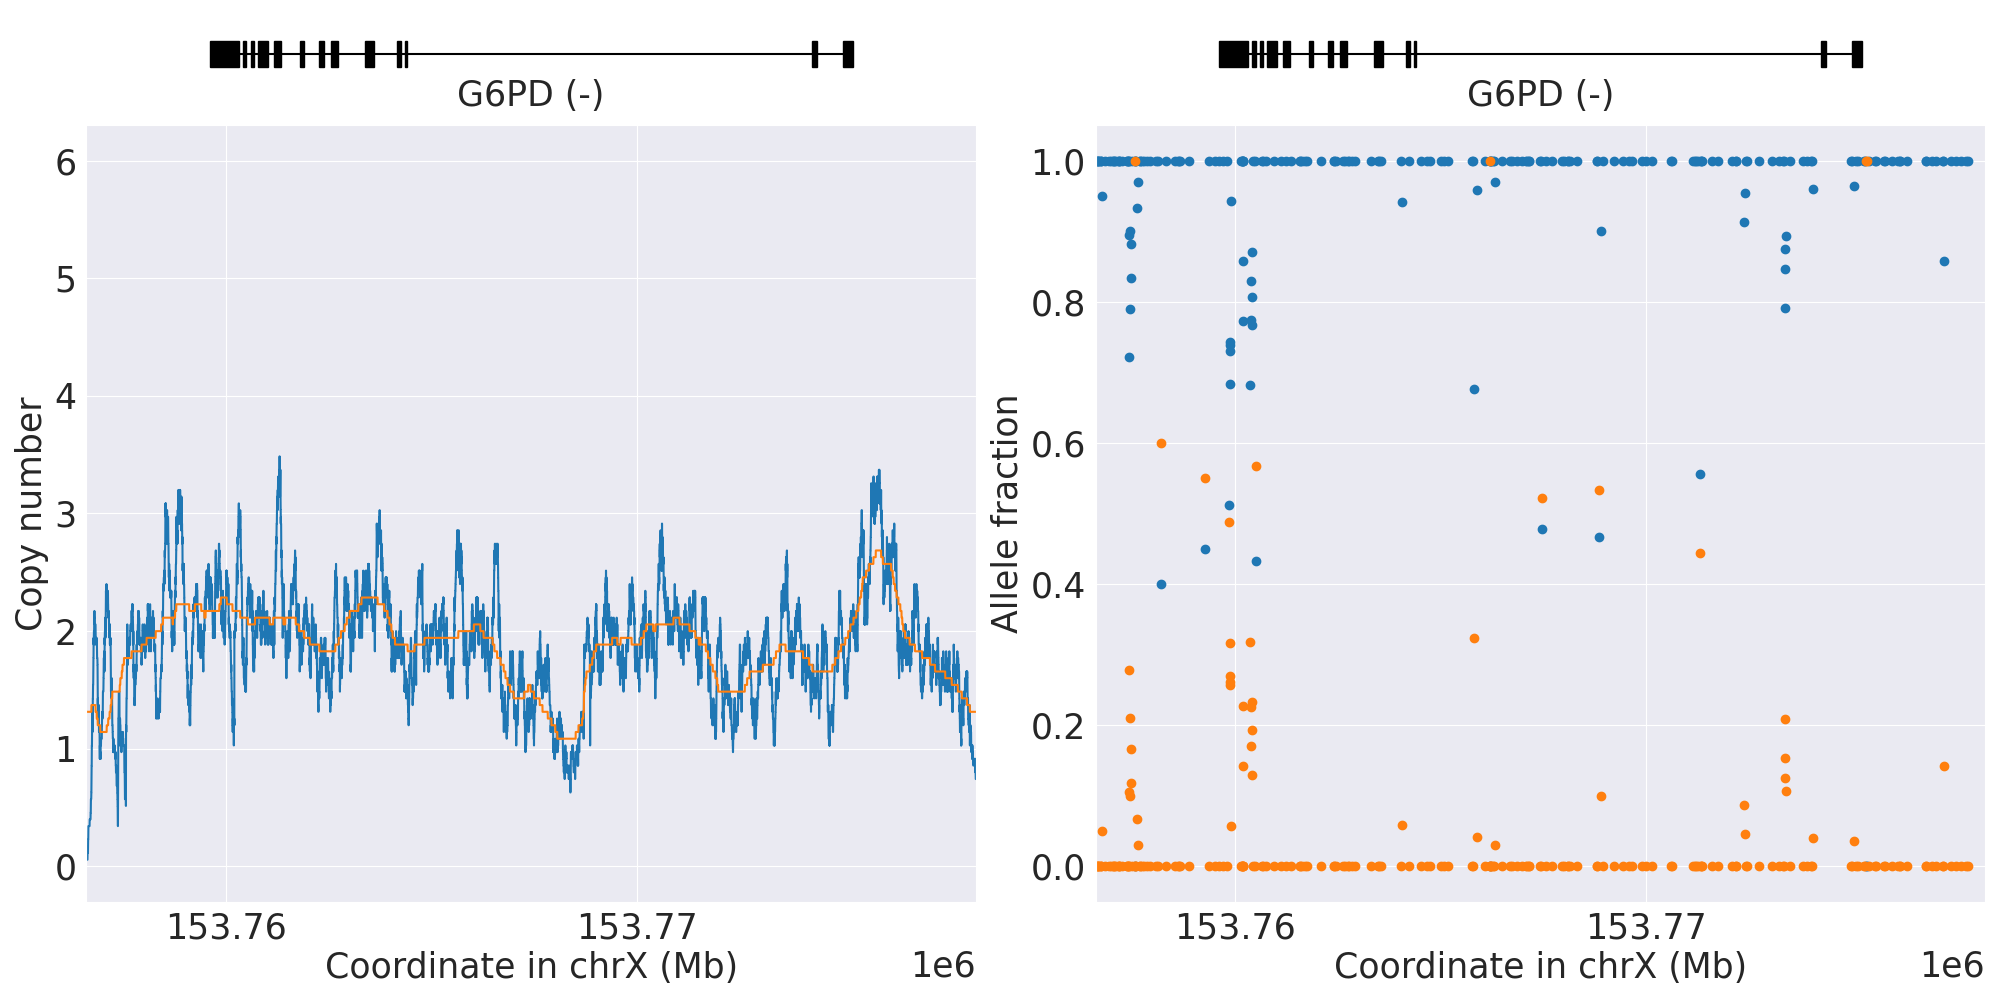 G6PD (-)
6
5
4
3
2
1
0
Copy number
153.76
153.77
Coordinate in chrX (Mb)
1e6
G6PD (-)
1.0
0.8
0.6
0.4
0.2
0.0
Allele fraction
153.76
153.77
Coordinate in chrX (Mb)
1e6